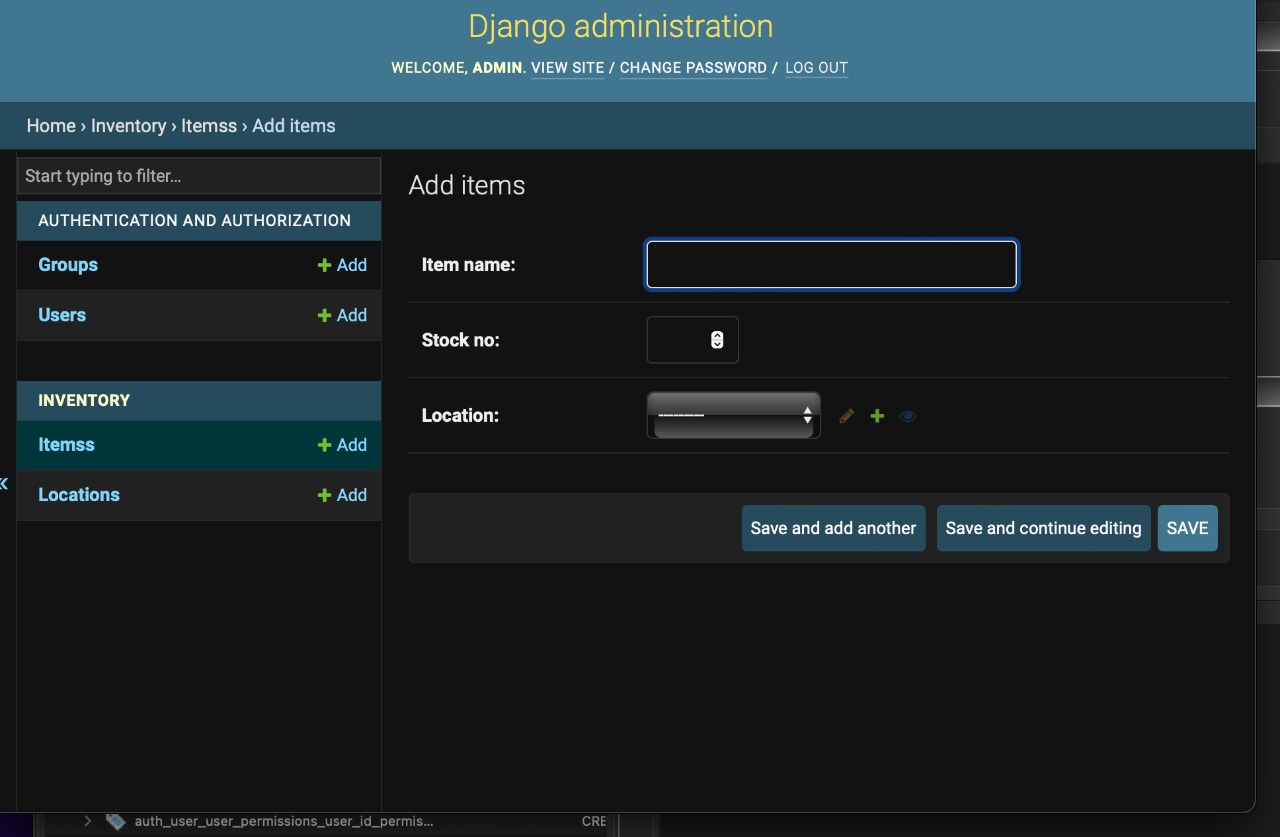 Django administration
WELCOME, ADMIN. VIEW SITE / CHANGE PASSWORD / LOG OUT
Home › Inventory › Itemss › Add items
Start typing to filter...
AUTHENTICATION AND AUTHORIZATION
Groups + Add
Users + Add
INVENTORY
Itemss + Add
Locations + Add
«
Add items
Item name:
Stock no:
Location:
---------
Save and add another
Save and continue editing
SAVE
auth_user_user_permissions_user_id_permis...
CRE